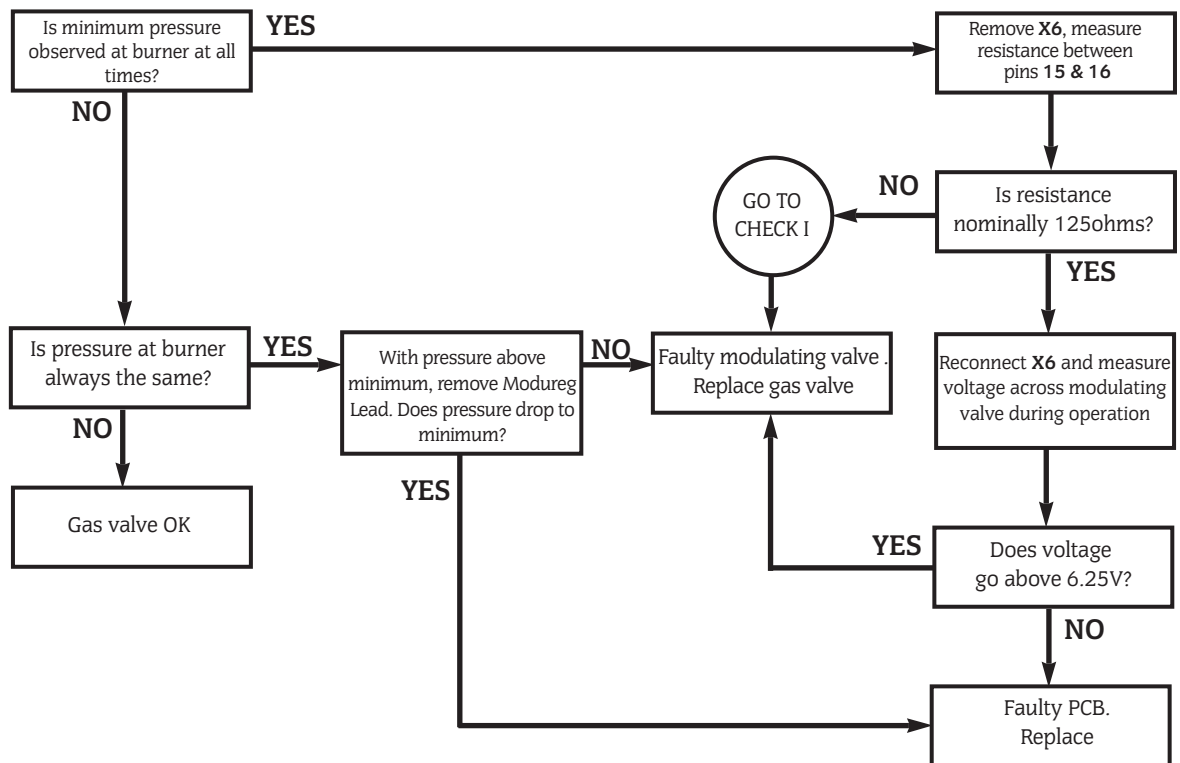 Is minimum pressure
observed at burner at all
times?
YES
Remove X6, measure
resistance between
pins 15 & 16
NO
GO TO
CHECK I
NO
Is resistance
nominally 125ohms?
YES
Is pressure at burner
always the same?
YES
With pressure above
minimum, remove Modureg
Lead. Does pressure drop to
minimum?
NO
Faulty modulating valve .
Replace gas valve
Reconnect X6 and measure
voltage across modulating
valve during operation
NO
YES
Gas valve OK
YES
Does voltage
go above 6.25V?
NO
Faulty PCB.
Replace